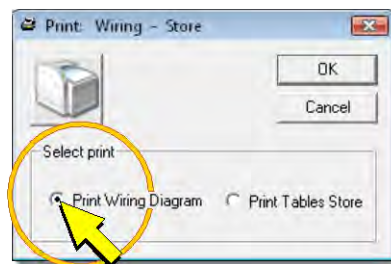 Print: Wiring - Store
OK
Cancel
Select print
Print Wiring Diagram Print Tables Store